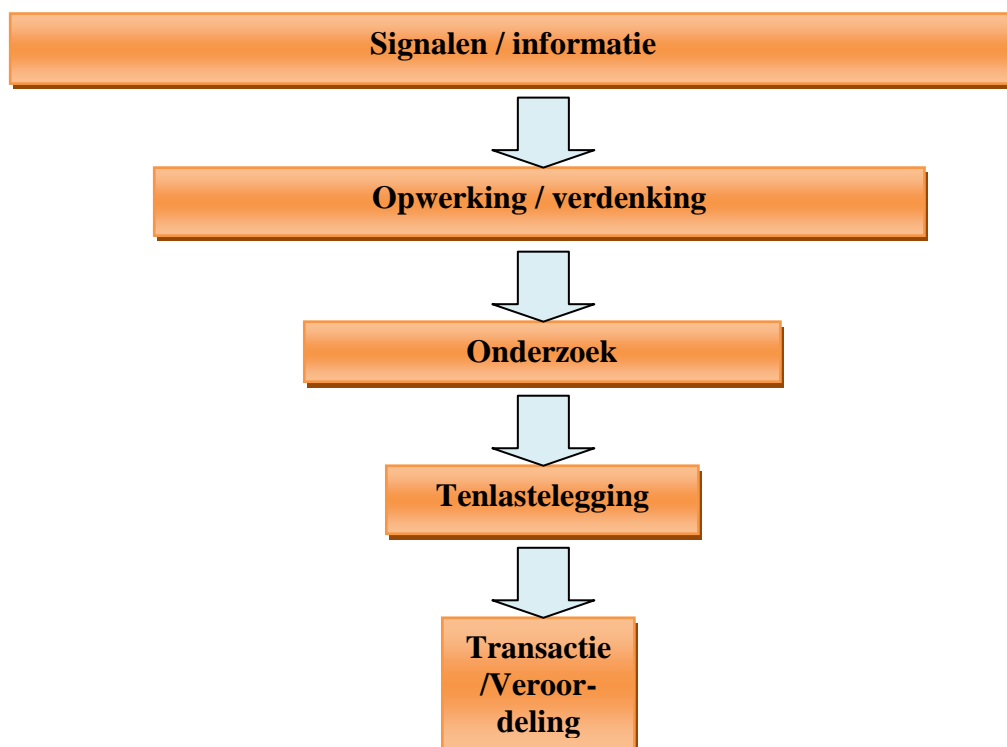 Signalen / informatie
Opwerking / verdenking
Onderzoek
Tenlastelegging
Transactie
/Veroor-
deling